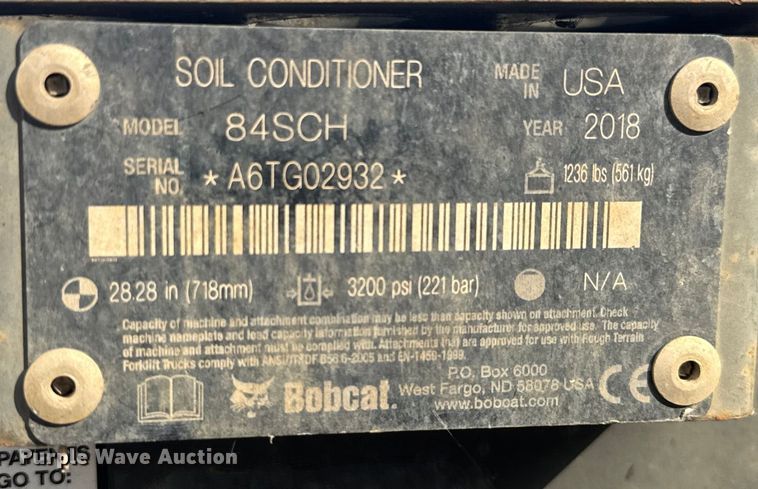 SOIL CONDITIONER
MADE IN USA
MODEL 84SCH
YEAR 2018
SERIAL NO. *A6TG02932*
1236 lbs (561 kg)
28.28 in (718mm)
3200 psi (221 bar)
N/A
Capacity of machine and attachment combination may be less than capacity shown on attachment. Check
machine nameplate and load capacity information furnished by the manufacturer for approved use. The capacity
of machine and attachment must be complied with. Attachments (ha) are approved for use with Rough Terrain
Forklift Trucks comply with ANSI/ITSDF B56.6-2005 and EN-1459-1999.
Bobcat.
P.O. Box 6000
West Fargo, ND 58078 USA
www.bobcat.com
CE
GO TO:
Purple Wave Auction